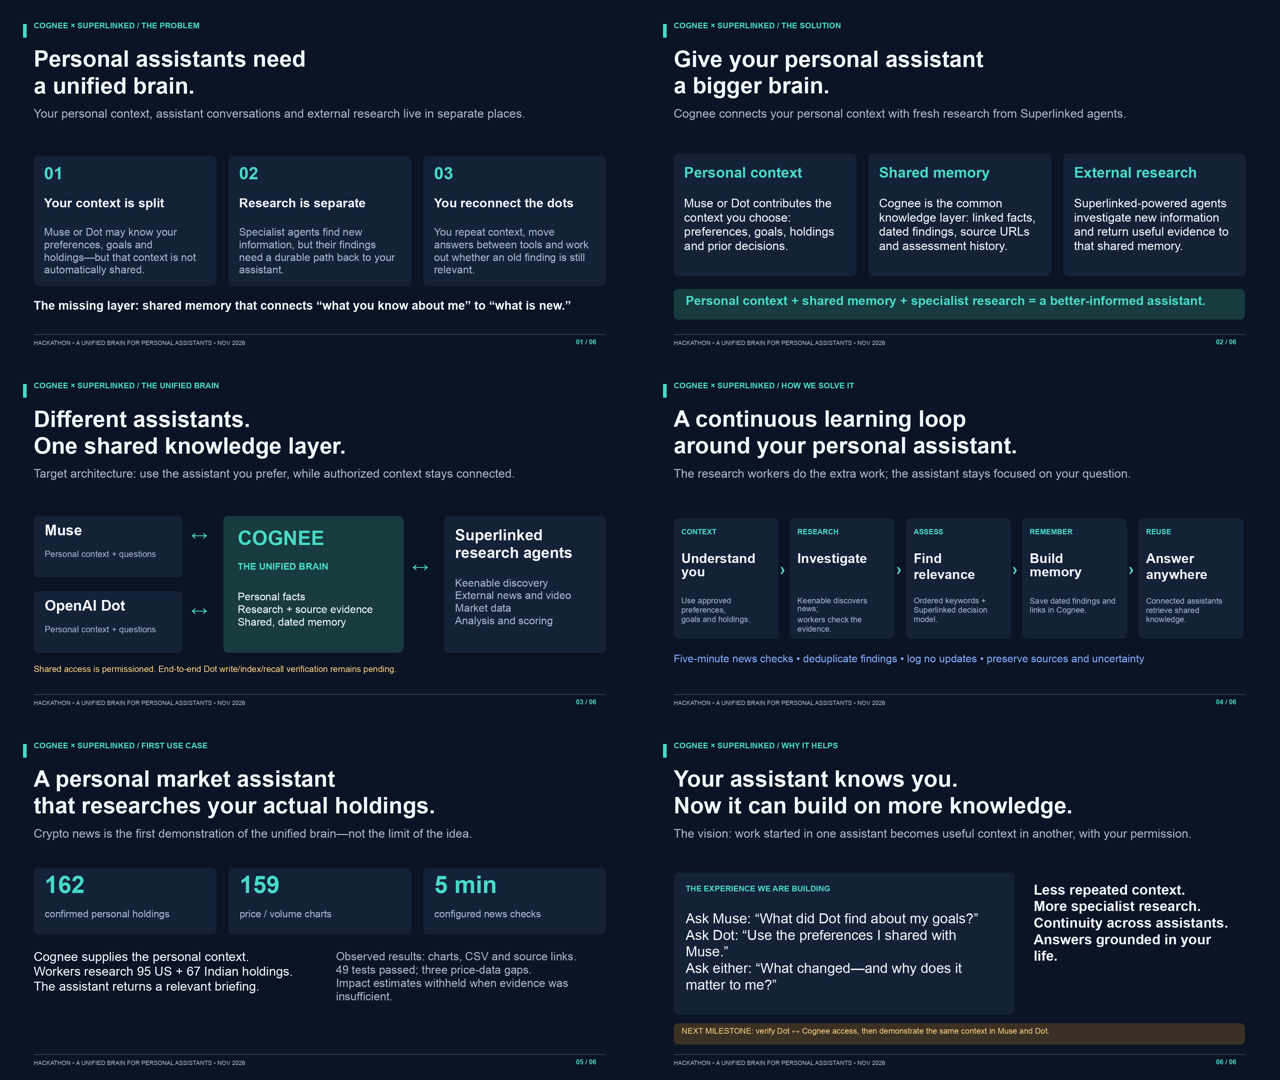 COGNEE × SUPERLINKED / THE PROBLEM
Personal assistants need
a unified brain.
Your personal context, assistant conversations and external research live in separate places.
01
Your context is split
Muse or Dot may know your
preferences, goals and
holdings—but that context is not
automatically shared.
02
Research is separate
Specialist agents find new
information, but their findings
need a durable path back to your
assistant.
03
You reconnect the dots
You repeat context, move
answers between tools and work
out whether an old finding is still
relevant.
The missing layer: shared memory that connects “what you know about me” to “what is new.”
HACKATHON • A UNIFIED BRAIN FOR PERSONAL ASSISTANTS • NOV 2026
01 / 06
COGNEE × SUPERLINKED / THE SOLUTION
Give your personal assistant
a bigger brain.
Cognee connects your personal context with fresh research from Superlinked agents.
Personal context
Muse or Dot contributes the
context you choose:
preferences, goals, holdings
and prior decisions.
Shared memory
Cognee is the common
knowledge layer: linked facts,
dated findings, source URLs
and assessment history.
External research
Superlinked-powered agents
investigate new information
and return useful evidence to
that shared memory.
Personal context + shared memory + specialist research = a better-informed assistant.
HACKATHON • A UNIFIED BRAIN FOR PERSONAL ASSISTANTS • NOV 2026
02 / 06
COGNEE × SUPERLINKED / THE UNIFIED BRAIN
Different assistants.
One shared knowledge layer.
Target architecture: use the assistant you prefer, while authorized context stays connected.
Muse
Personal context + questions
OpenAI Dot
Personal context + questions
↔
↔
COGNEE
THE UNIFIED BRAIN
Personal facts
Research + source evidence
Shared, dated memory
↔
Superlinked
research agents
Keenable discovery
External news and video
Market data
Analysis and scoring
Shared access is permissioned. End-to-end Dot write/index/recall verification remains pending.
HACKATHON • A UNIFIED BRAIN FOR PERSONAL ASSISTANTS • NOV 2026
03 / 06
COGNEE × SUPERLINKED / HOW WE SOLVE IT
A continuous learning loop
around your personal assistant.
The research workers do the extra work; the assistant stays focused on your question.
CONTEXT
Understand
you
Use approved
preferences,
goals and holdings.
›
RESEARCH
Investigate
Keenable discovers
news;
workers check the
evidence.
›
ASSESS
Find
relevance
Ordered keywords +
Superlinked decision
model.
›
REMEMBER
Build
memory
Save dated findings and
links in Cognee.
›
REUSE
Answer
anywhere
Connected assistants
retrieve shared
knowledge.
Five-minute news checks • deduplicate findings • log no updates • preserve sources and uncertainty
HACKATHON • A UNIFIED BRAIN FOR PERSONAL ASSISTANTS • NOV 2026
04 / 06
COGNEE × SUPERLINKED / FIRST USE CASE
A personal market assistant
that researches your actual holdings.
Crypto news is the first demonstration of the unified brain—not the limit of the idea.
162
confirmed personal holdings
159
price / volume charts
5 min
configured news checks
Cognee supplies the personal context.
Workers research 95 US + 67 Indian holdings.
The assistant returns a relevant briefing.
Observed results: charts, CSV and source links.
49 tests passed; three price-data gaps.
Impact estimates withheld when evidence was
insufficient.
HACKATHON • A UNIFIED BRAIN FOR PERSONAL ASSISTANTS • NOV 2026
05 / 06
COGNEE × SUPERLINKED / WHY IT HELPS
Your assistant knows you.
Now it can build on more knowledge.
The vision: work started in one assistant becomes useful context in another, with your permission.
THE EXPERIENCE WE ARE BUILDING
Ask Muse: “What did Dot find about my goals?”
Ask Dot: “Use the preferences I shared with
Muse.”
Ask either: “What changed—and why does it
matter to me?”
Less repeated context.
More specialist research.
Continuity across assistants.
Answers grounded in your
life.
NEXT MILESTONE: verify Dot ↔ Cognee access, then demonstrate the same context in Muse and Dot.
HACKATHON • A UNIFIED BRAIN FOR PERSONAL ASSISTANTS • NOV 2026
06 / 06